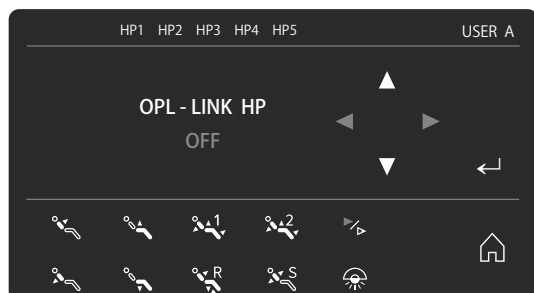 HP1 HP2 HP3 HP4 HP5 USER A
OPL - LINK HP
OFF
1 2
R S